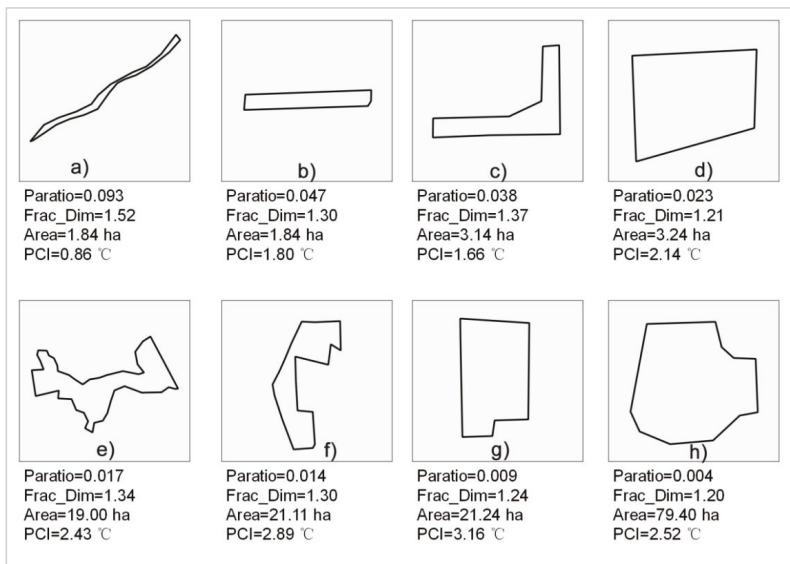 a)
Paratio=0.093
Frac_Dim=1.52
Area=1.84 ha
PCI=0.86 ℃
b)
Paratio=0.047
Frac_Dim=1.30
Area=1.84 ha
PCI=1.80 ℃
c)
Paratio=0.038
Frac_Dim=1.37
Area=3.14 ha
PCI=1.66 ℃
d)
Paratio=0.023
Frac_Dim=1.21
Area=3.24 ha
PCI=2.14 ℃
e)
Paratio=0.017
Frac_Dim=1.34
Area=19.00 ha
PCI=2.43 ℃
f)
Paratio=0.014
Frac_Dim=1.30
Area=21.11 ha
PCI=2.89 ℃
g)
Paratio=0.009
Frac_Dim=1.24
Area=21.24 ha
PCI=3.16 ℃
h)
Paratio=0.004
Frac_Dim=1.20
Area=79.40 ha
PCI=2.52 ℃